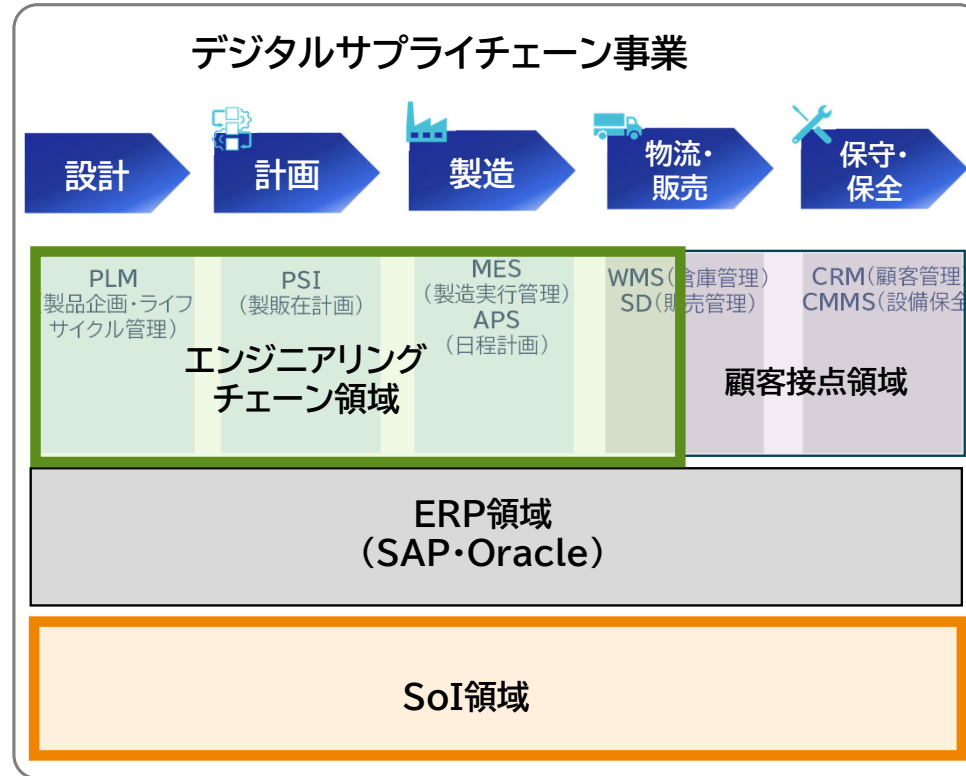 デジタルサプライチェーン事業
設計
計画
製造
物流・
販売
保守・
保全
PLM
(製品企画・ライフ
サイクル管理)
PSI
(製販在計画)
MES
(製造実行管理)
APS
(日程計画)
WMS(倉庫管理)
SD(販売管理)
CRM(顧客管理)
CMMS(設備保全
エンジニアリング
チェーン領域
顧客接点領域
ERP領域
(SAP・Oracle)
SoI領域